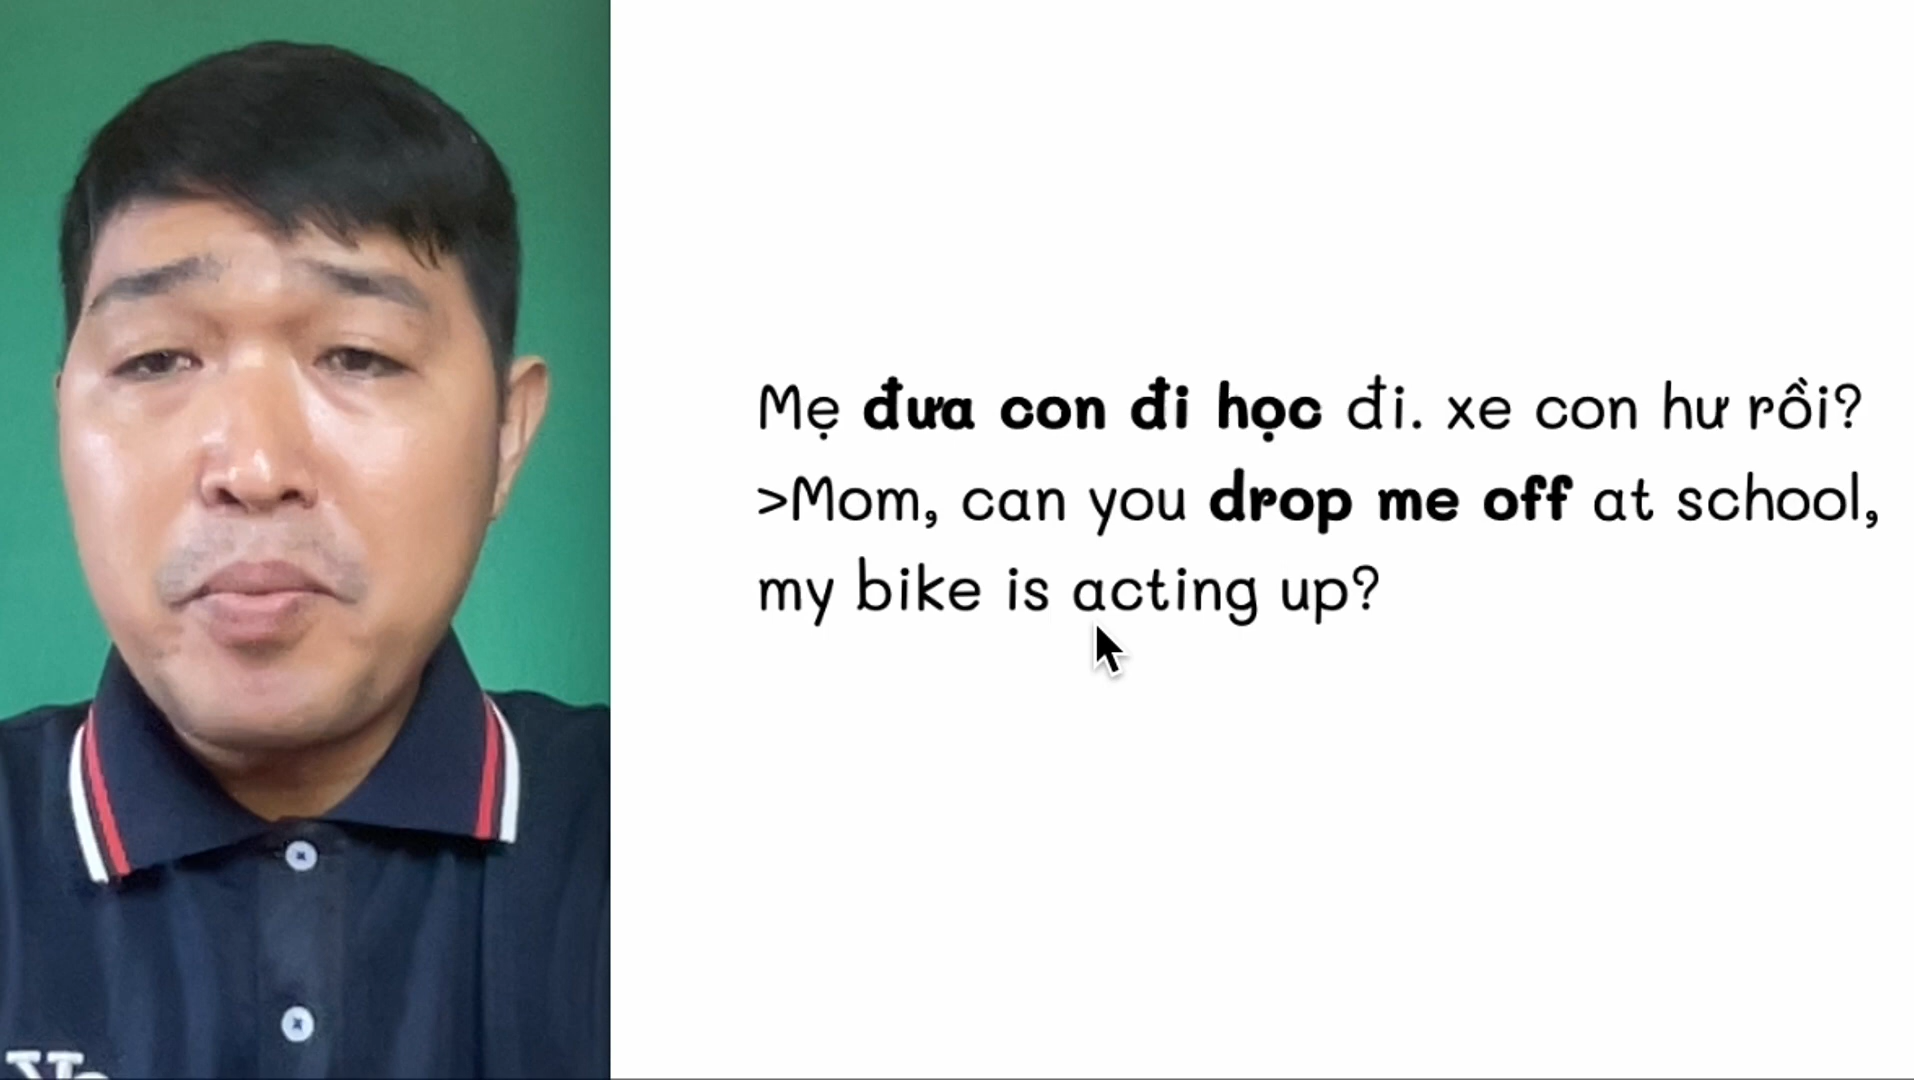 Mẹ đưa con đi học đi. xe con hư rồi?
>Mom, can you drop me off at school,
my bike is acting up?